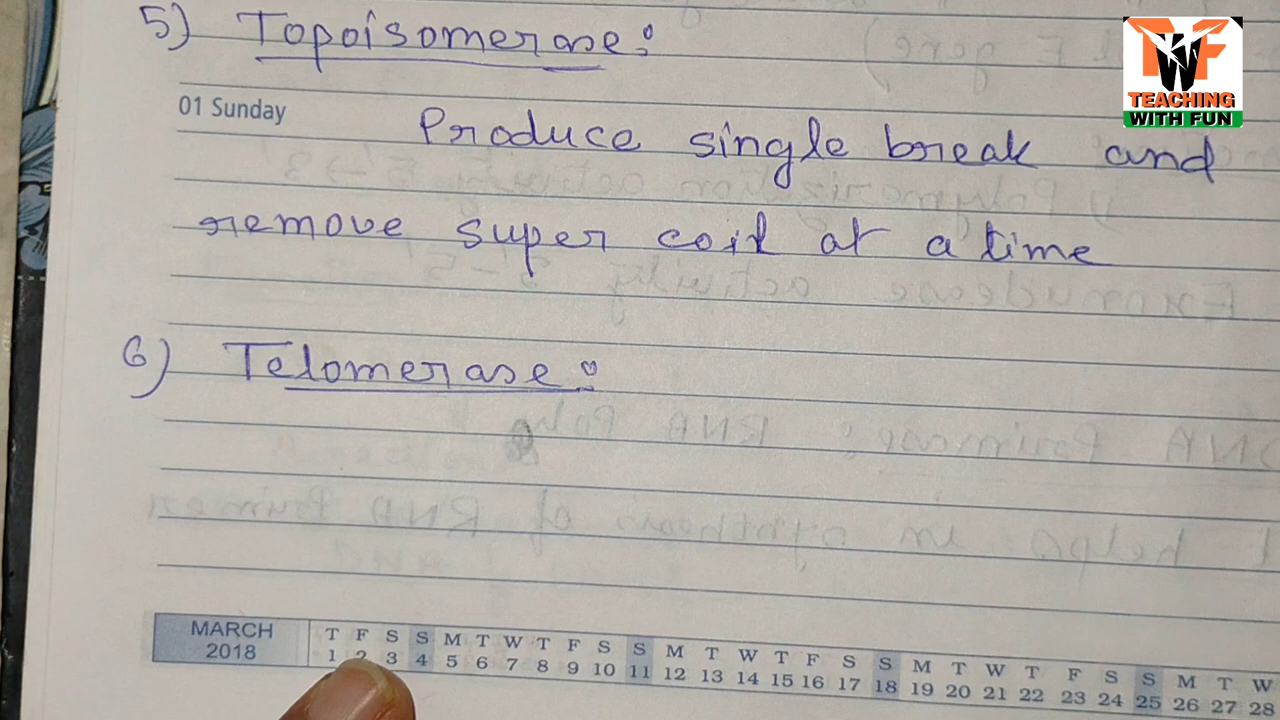 5) Topoisomerase:
01 Sunday
Produce single break and
remove super coil at a time
6) Telomerase:
MARCH 2018
T F S S M T W T F S S M T W T F S S M T W T F S S M T W
1 2 3 4 5 6 7 8 9 10 11 12 13 14 15 16 17 18 19 20 21 22 23 24 25 26 27 28
TWF
TEACHING
WITH FUN